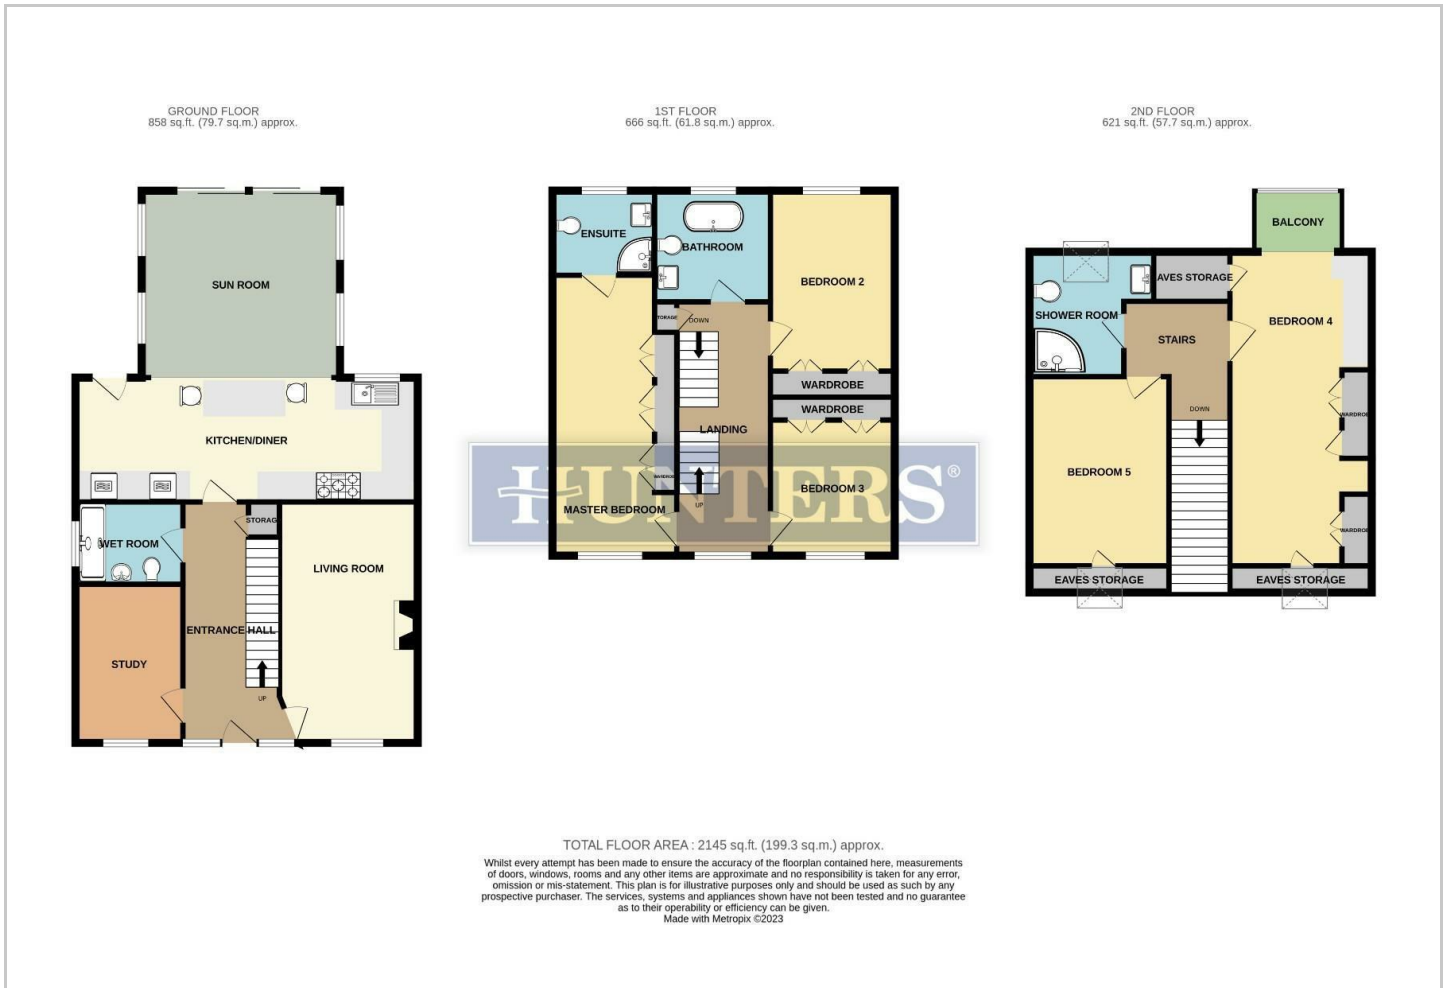 GROUND FLOOR
858 sq.ft. (79.7 sq.m.) approx.
SUN ROOM
KITCHEN/DINER
STORAG
WET ROOM
LIVING ROOM
ENTRANCE HALL
STUDY
UP
1ST FLOOR
666 sq.ft. (61.8 sq.m.) approx.
ENSUITE
BATHROOM
BEDROOM 2
TORAGE
DOWN
WARDROBE
WARDROBE
LANDING
WARDROBE
BEDROOM 3
MASTER BEDROOM
UP
HUNTERS®
2ND FLOOR
621 sq.ft. (57.7 sq.m.) approx.
BALCONY
AVES STORAGE
SHOWER ROOM
BEDROOM 4
STAIRS
DOWN
WARDROBE
BEDROOM 5
WARDROBE
EAVES STORAGE
EAVES STORAGE
TOTAL FLOOR AREA : 2145 sq.ft. (199.3 sq.m.) approx.
Whilst every attempt has been made to ensure the accuracy of the floorplan contained here, measurements
of doors, windows, rooms and any other items are approximate and no responsibility is taken for any error,
omission or mis-statement. This plan is for illustrative purposes only and should be used as such by any
prospective purchaser. The services, systems and appliances shown have not been tested and no guarantee
as to their operability or efficiency can be given.
Made with Metropix ©2023